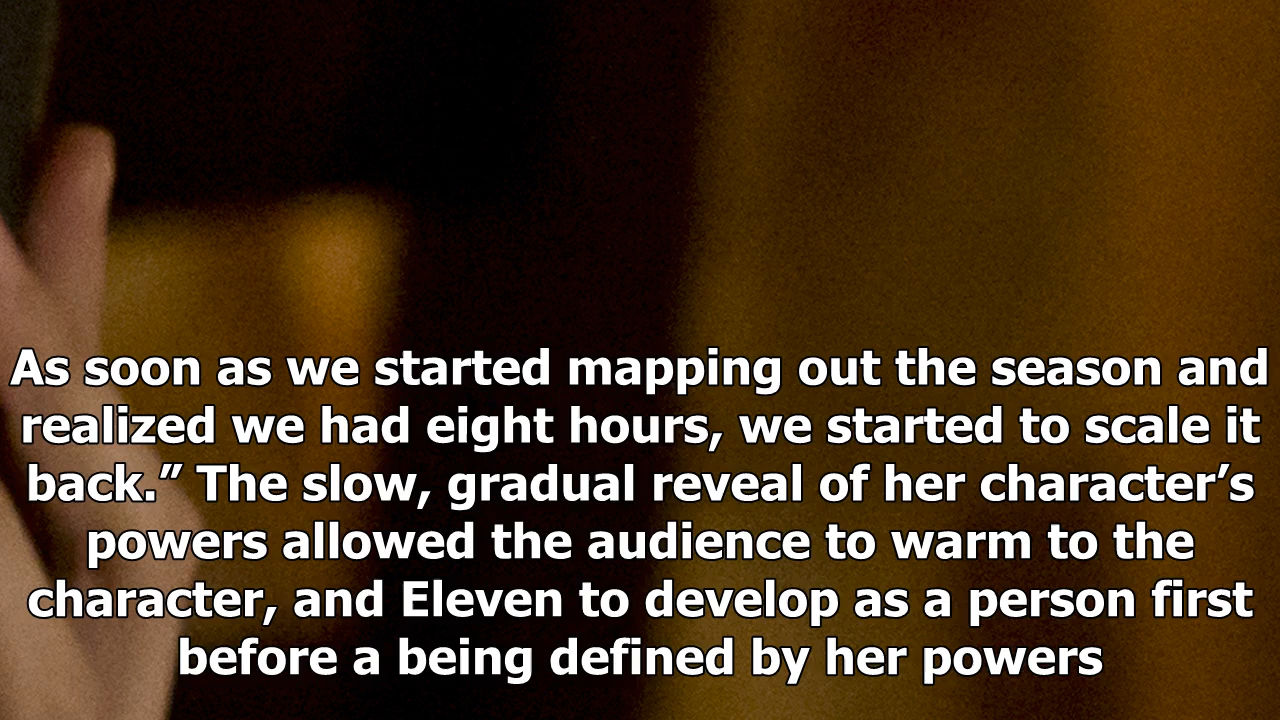 As soon as we started mapping out the season and
realized we had eight hours, we started to scale it
back.” The slow, gradual reveal of her character’s
powers allowed the audience to warm to the
character, and Eleven to develop as a person first
before a being defined by her powers